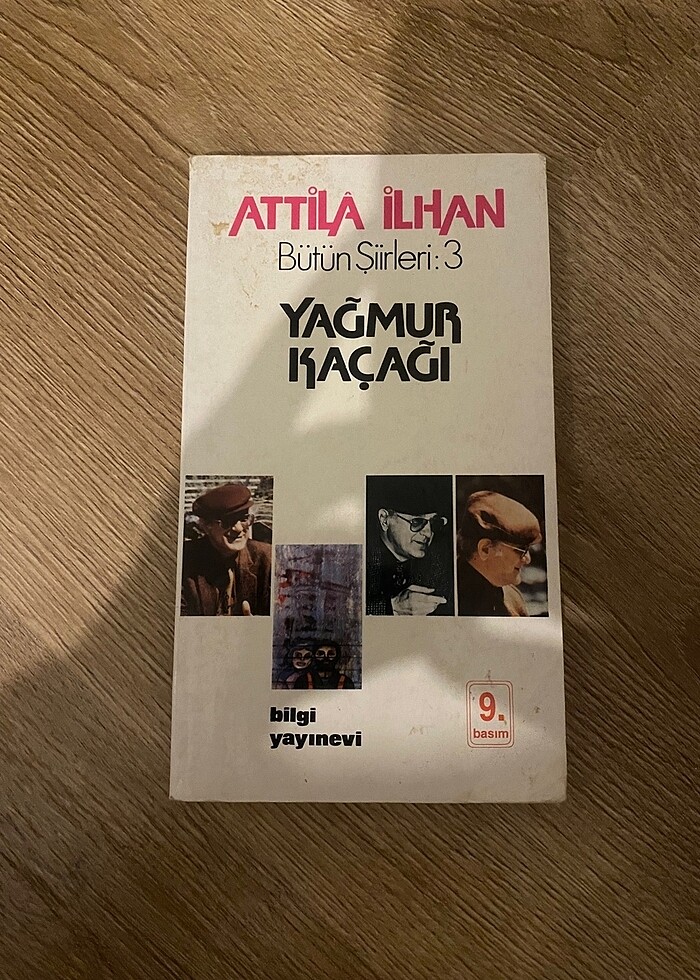 ATTİLÂ İLHAN
Bütün Şiirleri: 3
YAĞMUR
KAÇAĞI
bilgi
yayınevi
9.
basım